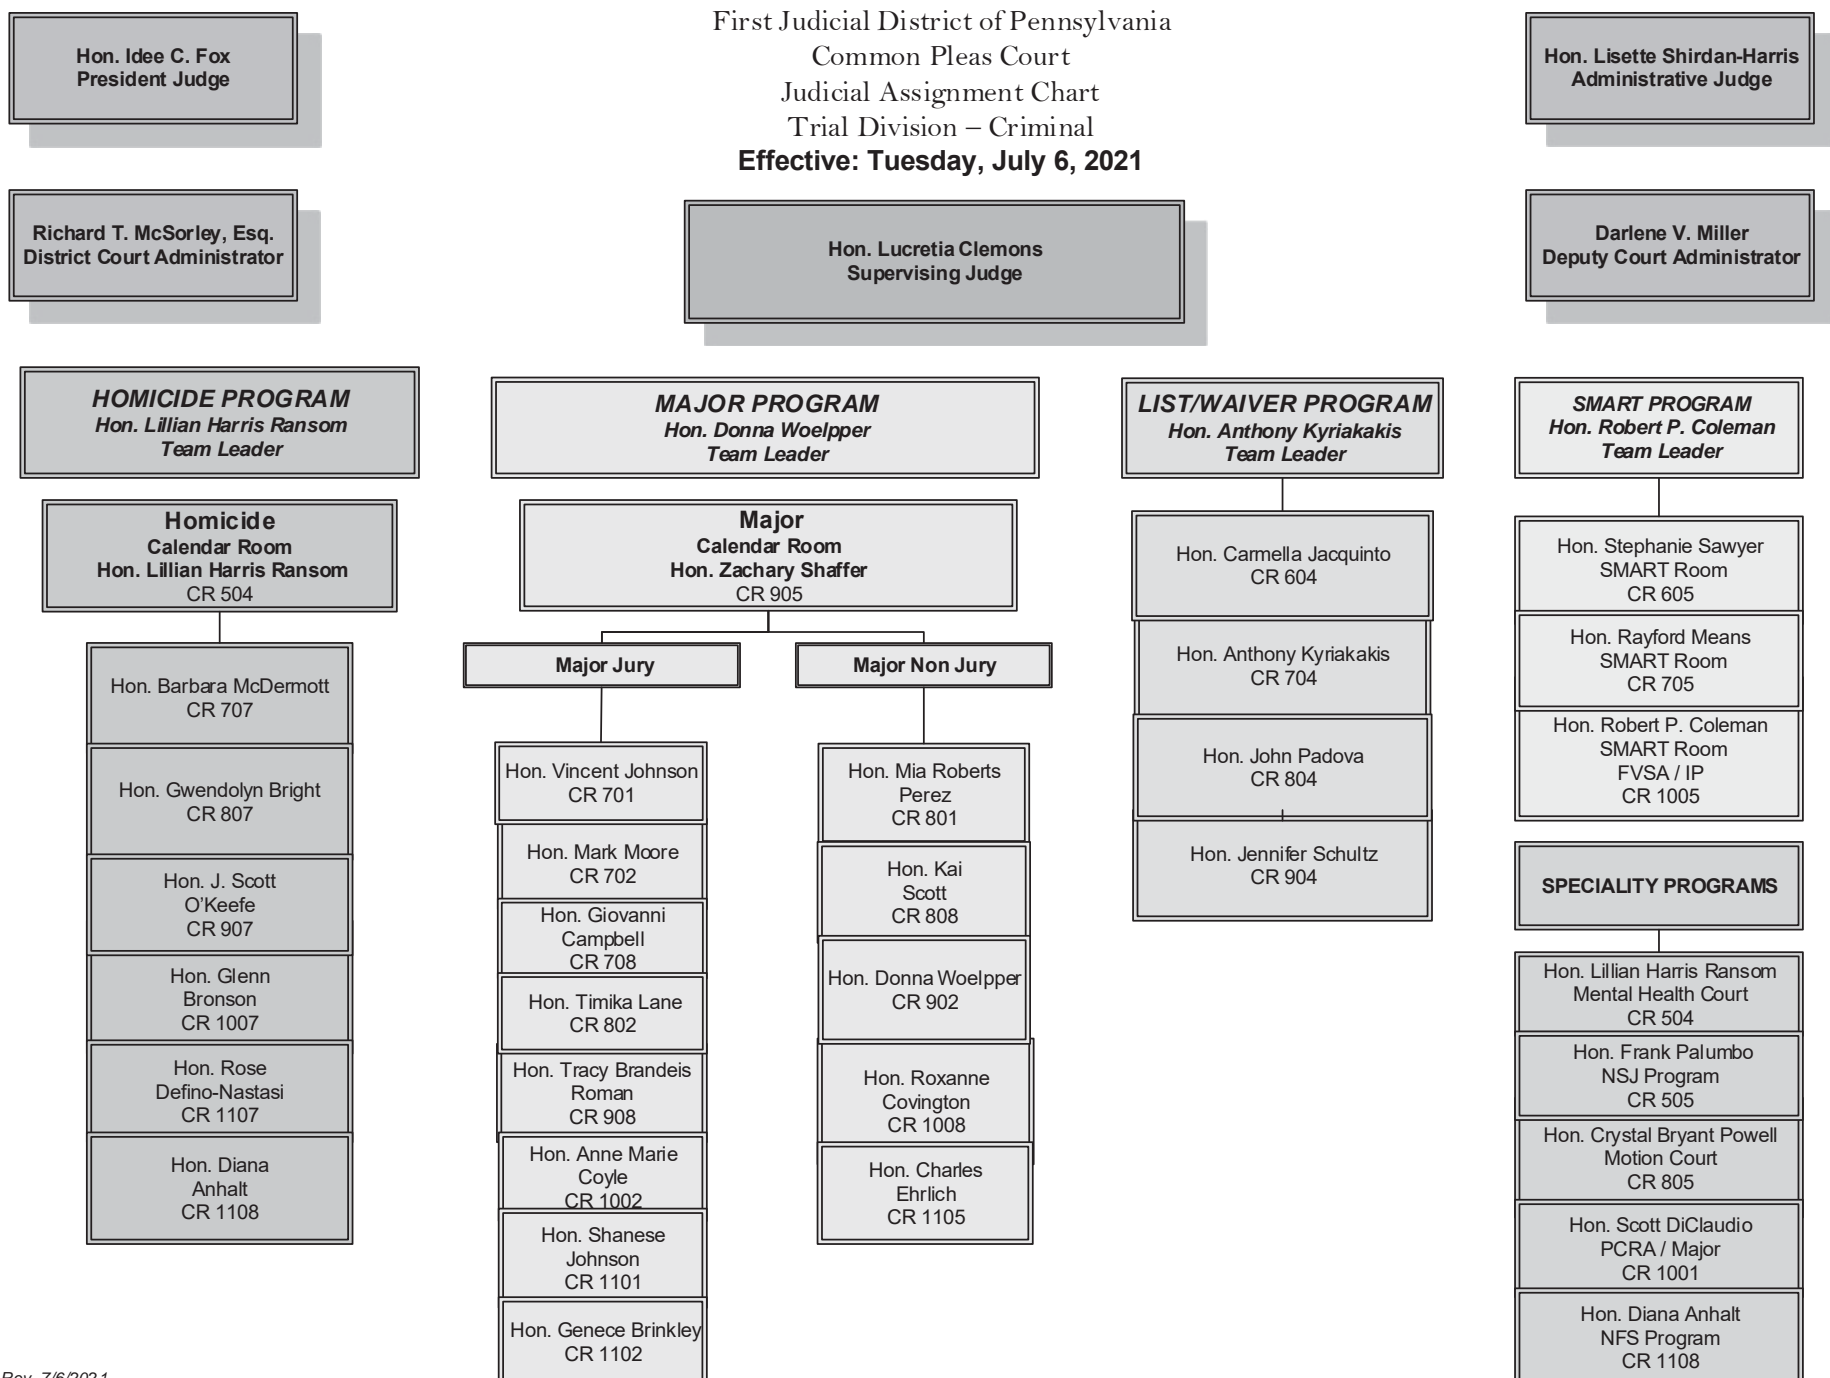 Hon. Idee C. Fox
President Judge
First Judicial District of Pennsylvania
Common Pleas Court
Judicial Assignment Chart
Trial Division – Criminal
Effective: Tuesday, July 6, 2021
Hon. Lisette Shirdan-Harris
Administrative Judge
Richard T. McSorley, Esq.
District Court Administrator
Hon. Lucretia Clemons
Supervising Judge
Darlene V. Miller
Deputy Court Administrator
HOMICIDE PROGRAM
Hon. Lillian Harris Ransom
Team Leader
Homicide
Calendar Room
Hon. Lillian Harris Ransom
CR 504
Hon. Barbara McDermott
CR 707
Hon. Gwendolyn Bright
CR 807
Hon. J. Scott
O’Keefe
CR 907
Hon. Glenn
Bronson
CR 1007
Hon. Rose
Defino-Nastasi
CR 1107
Hon. Diana
Anhalt
CR 1108
MAJOR PROGRAM
Hon. Donna Woelpper
Team Leader
Major
Calendar Room
Hon. Zachary Shaffer
CR 905
Major Jury
Hon. Vincent Johnson
CR 701
Hon. Mark Moore
CR 702
Hon. Giovanni
Campbell
CR 708
Hon. Timika Lane
CR 802
Hon. Tracy Brandeis
Roman
CR 908
Hon. Anne Marie
Coyle
CR 1002
Hon. Shanese
Johnson
CR 1101
Hon. Genece Brinkley
CR 1102
Major Non Jury
Hon. Mia Roberts
Perez
CR 801
Hon. Kai
Scott
CR 808
Hon. Donna Woelpper
CR 902
Hon. Roxanne
Covington
CR 1008
Hon. Charles
Ehrlich
CR 1105
LIST/WAIVER PROGRAM
Hon. Anthony Kyriakakis
Team Leader
Hon. Carmella Jacquinto
CR 604
Hon. Anthony Kyriakakis
CR 704
Hon. John Padova
CR 804
Hon. Jennifer Schultz
CR 904
SMART PROGRAM
Hon. Robert P. Coleman
Team Leader
Hon. Stephanie Sawyer
SMART Room
CR 605
Hon. Rayford Means
SMART Room
CR 705
Hon. Robert P. Coleman
SMART Room
FVSA / IP
CR 1005
SPECIALITY PROGRAMS
Hon. Lillian Harris Ransom
Mental Health Court
CR 504
Hon. Frank Palumbo
NSJ Program
CR 505
Hon. Crystal Bryant Powell
Motion Court
CR 805
Hon. Scott DiClaudio
PCRA / Major
CR 1001
Hon. Diana Anhalt
NFS Program
CR 1108
Rev. 7/6/2021